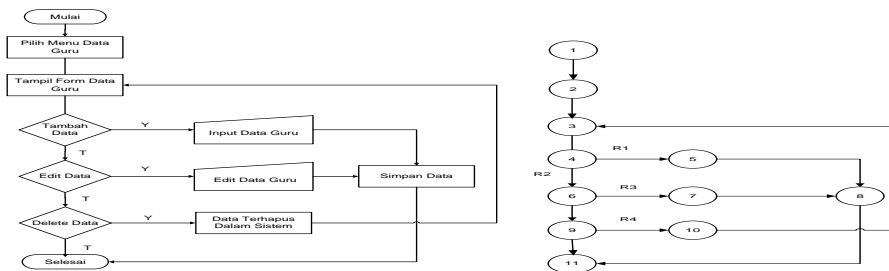 Mulai
Pilih Menu Data
Guru
Tampil Form Data
Guru
Tambah
Data
Y
Input Data Guru
T
Edit Data
Y
Edit Data Guru
Simpan Data
T
Delete Data
Y
Data Terhapus
Dalam Sistem
T
Selesai
1
2
3
4
R1
5
R2
6
R3
7
8
9
R4
10
11